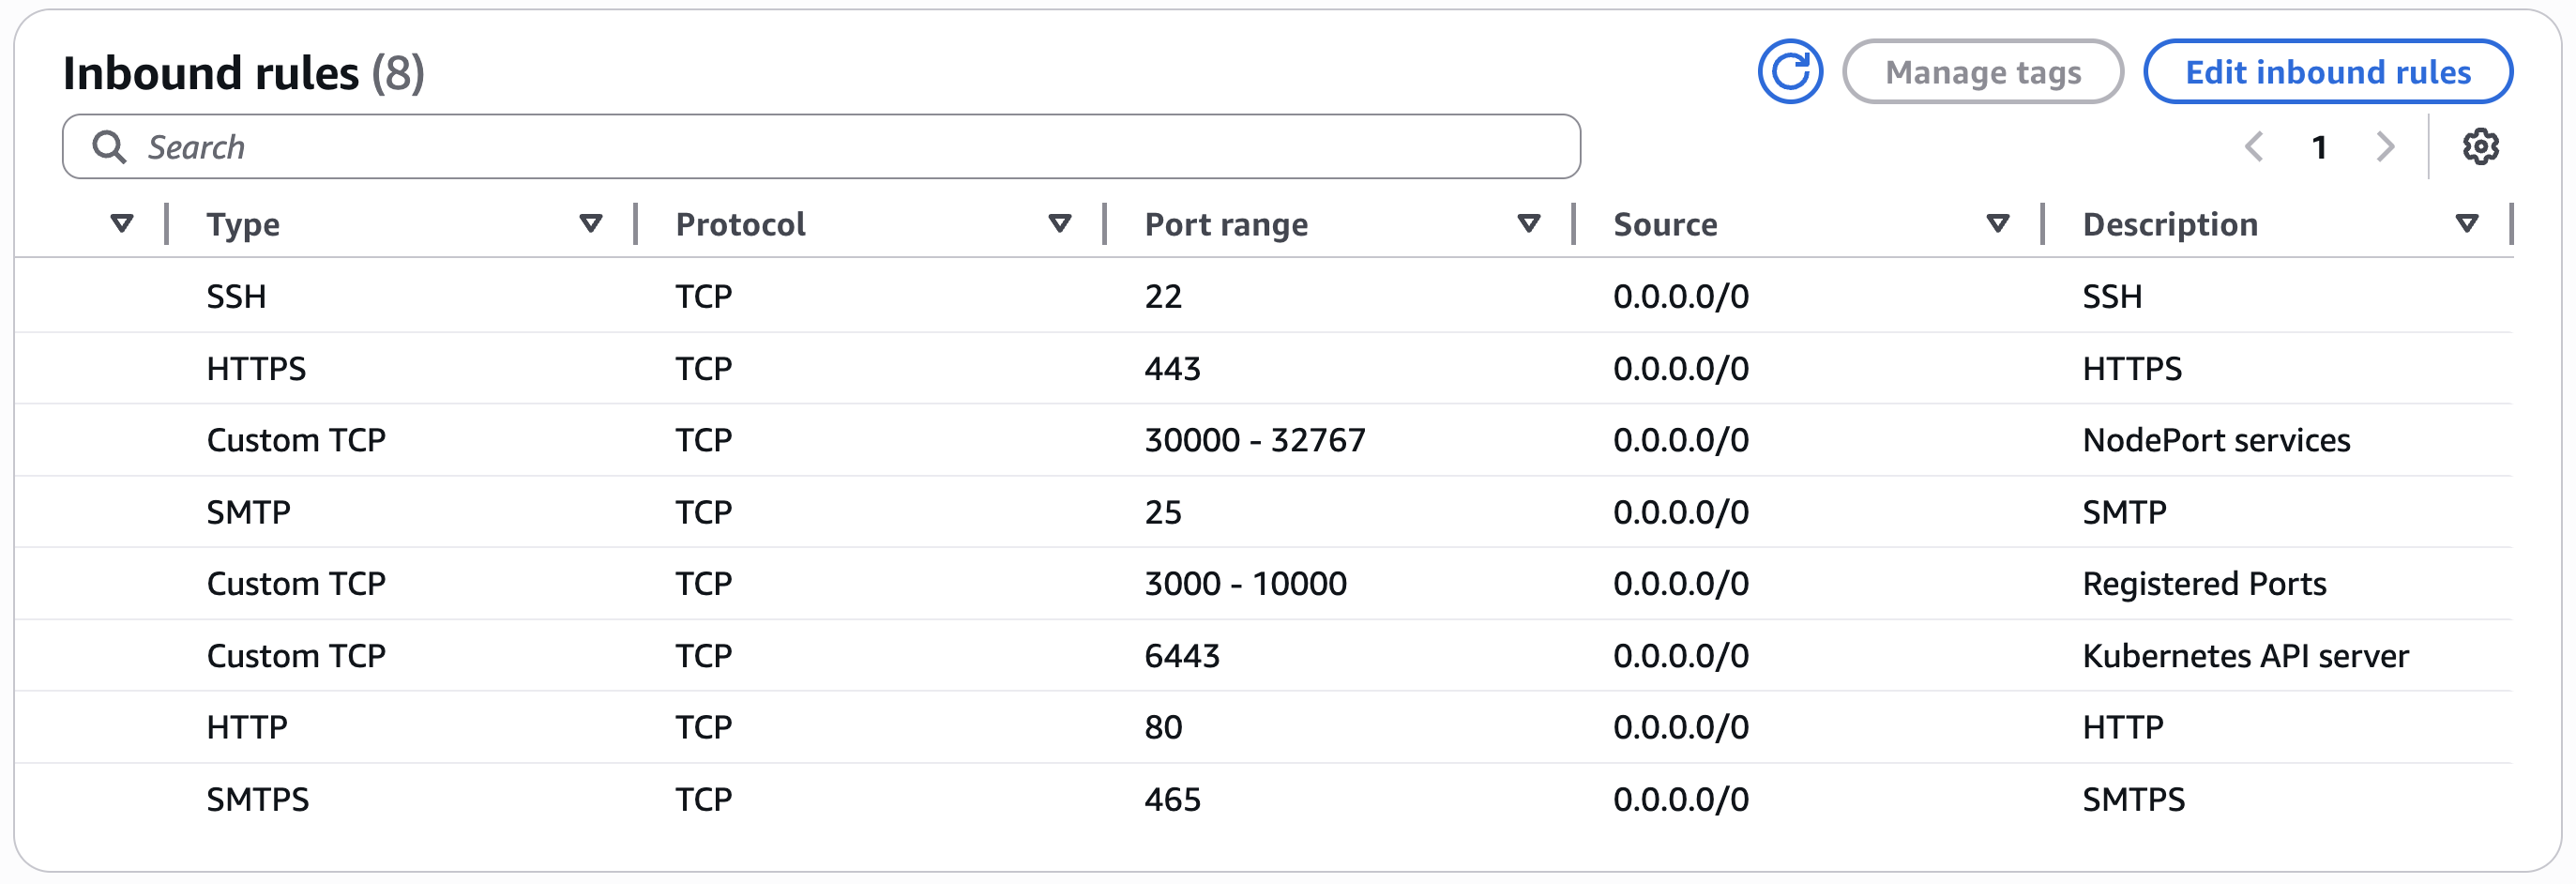 Inbound rules (8)
Manage tags
Edit inbound rules
Search
1
Type Protocol Port range Source Description
SSH TCP 22 0.0.0.0/0 SSH
HTTPS TCP 443 0.0.0.0/0 HTTPS
Custom TCP TCP 30000 - 32767 0.0.0.0/0 NodePort services
SMTP TCP 25 0.0.0.0/0 SMTP
Custom TCP TCP 3000 - 10000 0.0.0.0/0 Registered Ports
Custom TCP TCP 6443 0.0.0.0/0 Kubernetes API server
HTTP TCP 80 0.0.0.0/0 HTTP
SMTPS TCP 465 0.0.0.0/0 SMTPS